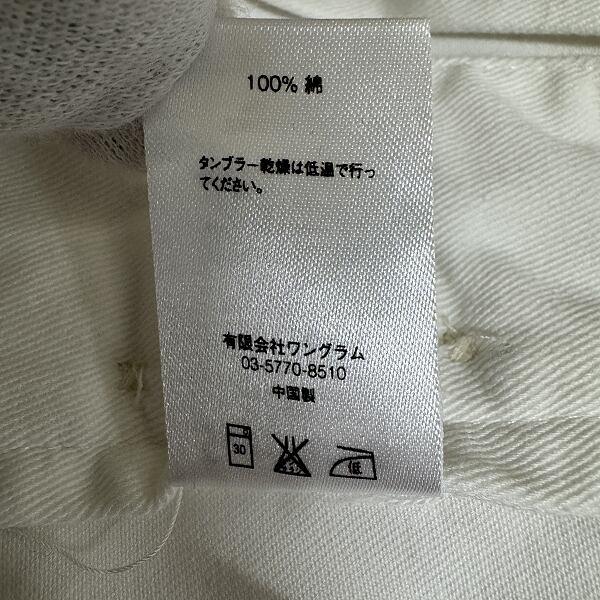 100% 綿
タンブラー乾燥は低温で行っ
てください。
有限会社ワングラム
03-5770-8510
中国製
30
低